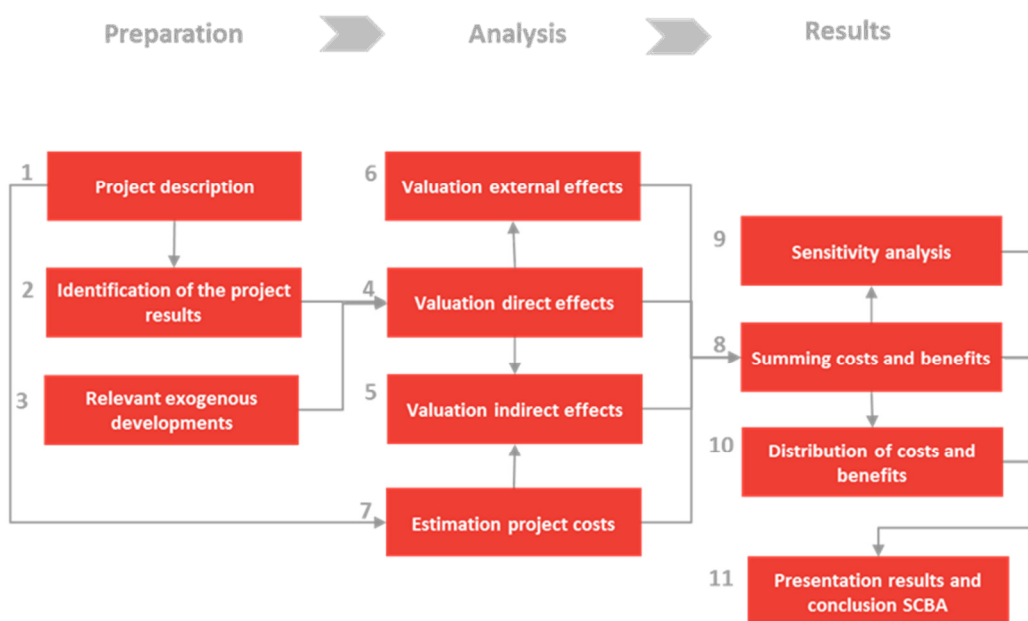 Preparation
Analysis
Results
1
Project description
2
Identification of the project
results
3
Relevant exogenous
developments
6
Valuation external effects
4
Valuation direct effects
5
Valuation indirect effects
7
Estimation project costs
9
Sensitivity analysis
8
Summing costs and benefits
10
Distribution of costs and
benefits
11
Presentation results and
conclusion SCBA